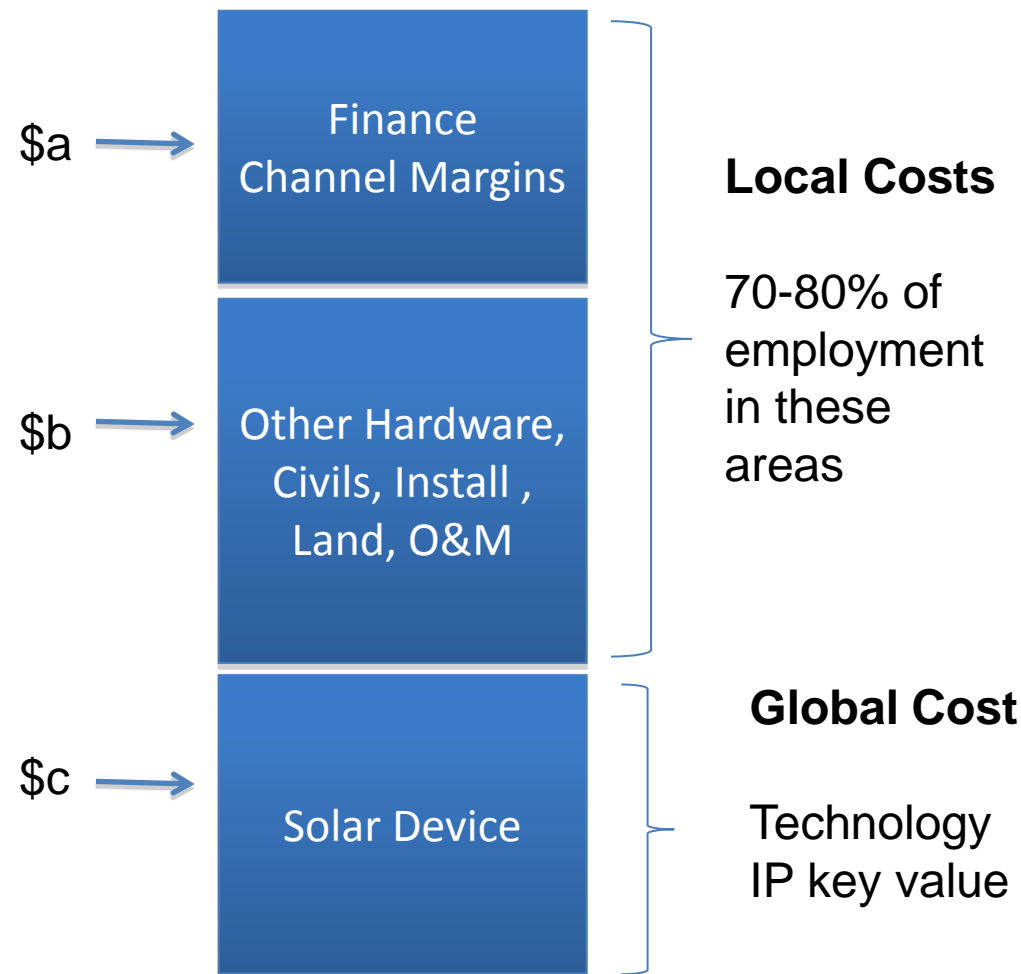 $a
Finance
Channel Margins
Local Costs
70-80% of
employment
in these
areas
$b
Other Hardware,
Civils, Install ,
Land, O&M
Global Cost
Technology
IP key value
$c
Solar Device